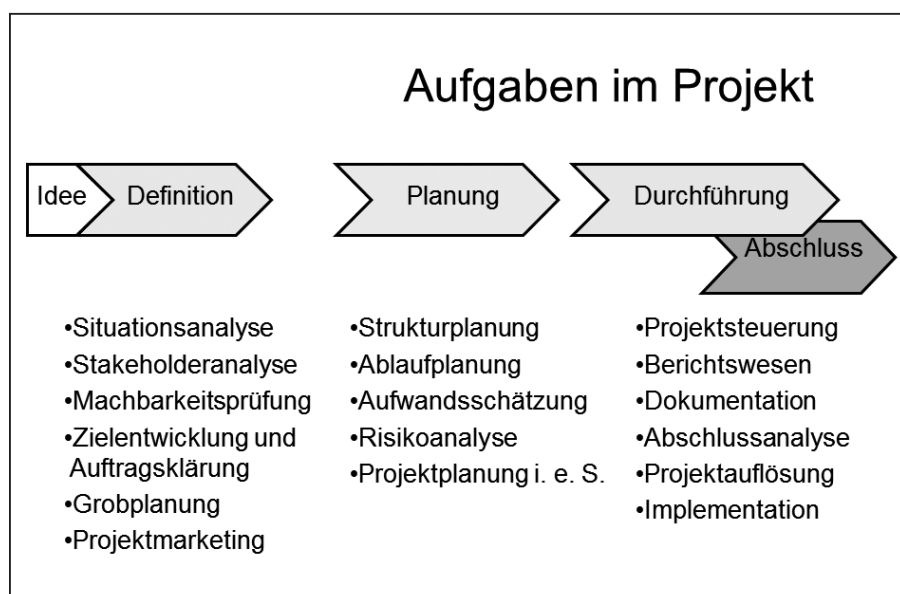 Aufgaben im Projekt
Idee
Definition
Planung
Durchführung
Abschluss
•Situationsanalyse
•Stakeholderanalyse
•Machbarkeitsprüfung
•Zielentwicklung und
Auftragsklärung
•Grobplanung
•Projektmarketing
•Strukturplanung
•Ablaufplanung
•Aufwandsschätzung
•Risikoanalyse
•Projektplanung i. e. S.
•Projektsteuerung
•Berichtswesen
•Dokumentation
•Abschlussanalyse
•Projektauflösung
•Implementation